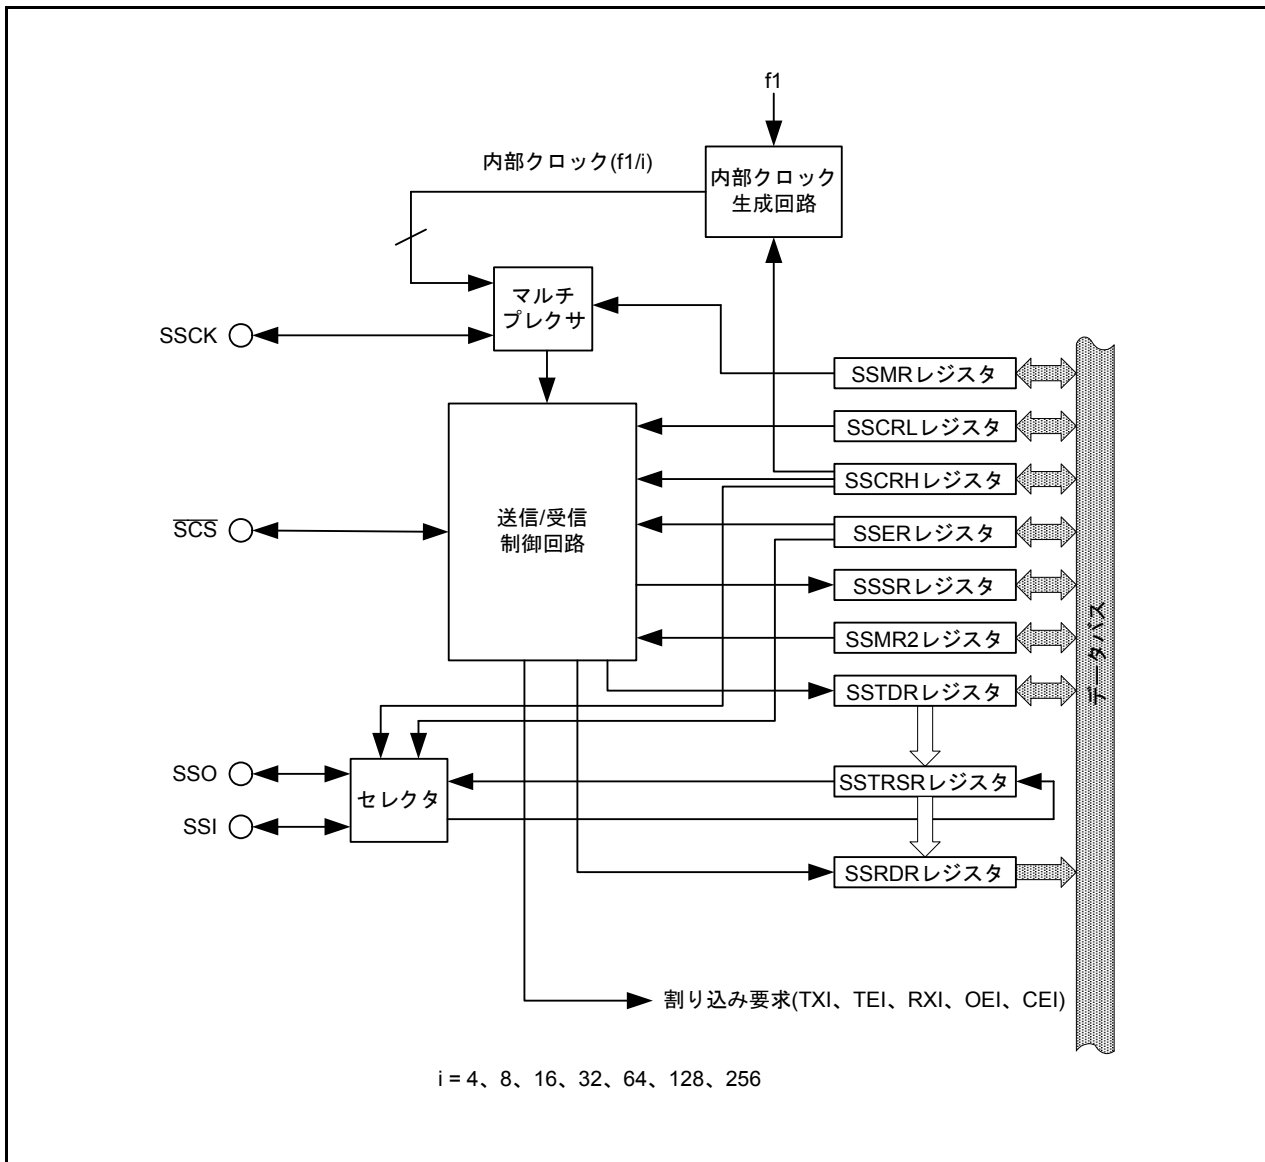 f1
内部クロック(f1/i)
内部クロック
生成回路
マルチ
プレクサ
SSCK
SSMRレジスタ
SSCRLレジスタ
SSCRHレジスタ
SCS
送信/受信
制御回路
SSERレジスタ
SSSRレジスタ
SSMR2レジスタ
データバス
SSTDRレジスタ
SSO
セレクタ
SSTRSRレジスタ
SSI
SSRDRレジスタ
割り込み要求(TXI、TEI、RXI、OEI、CEI)
i = 4、8、16、32、64、128、256